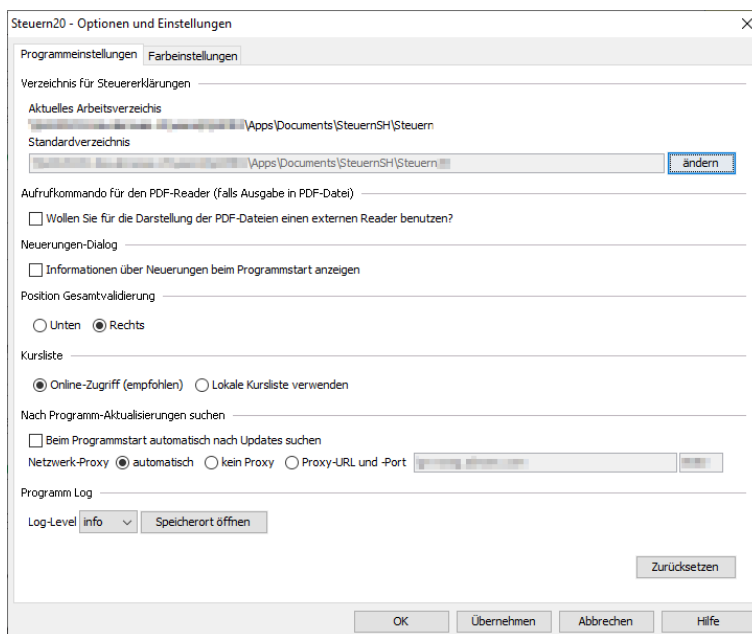 Steuern20 - Optionen und Einstellungen
Programmeinstellungen Farbeinstellungen
Verzeichnis für Steuererklärungen
Aktuelles Arbeitsverzeichis
\Apps\Documents\SteuernSH\Steuern
Standardverzeichnis
\Apps\Documents\SteuernSH\Steuern ändern
Aufrufkommando für den PDF-Reader (falls Ausgabe in PDF-Datei)
Wollen Sie für die Darstellung der PDF-Dateien einen externen Reader benutzen?
Neuerungen-Dialog
Informationen über Neuerungen beim Programmstart anzeigen
Position Gesamtvalidierung
Unten Rechts
Kursliste
Online-Zugriff (empfohlen) Lokale Kursliste verwenden
Nach Programm-Aktualisierungen suchen
Beim Programmstart automatisch nach Updates suchen
Netzwerk-Proxy automatisch kein Proxy Proxy-URL und -Port
Programm Log
Log-Level info Speicherort öffnen
Zurücksetzen
OK Übernehmen Abbrechen Hilfe